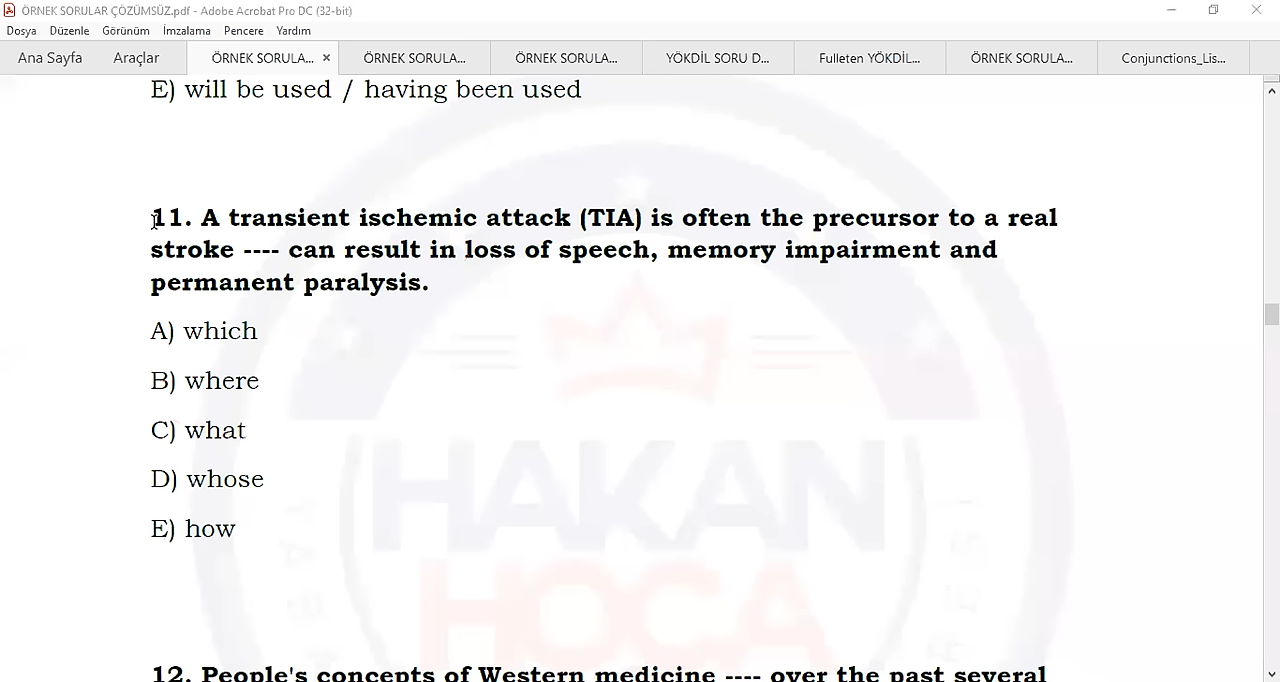 ÖRNEK SORULAR ÇÖZÜMSÜZ.pdf - Adobe Acrobat Pro DC (32-bit)
Dosya Düzenle Görünüm İmzalama Pencere Yardım
Ana Sayfa Araçlar ÖRNEK SORULA... × ÖRNEK SORULA... ÖRNEK SORULA... YÖKDİL SORU D... Fulleten YÖKDİL... ÖRNEK SORULA... Conjunctions_Lis...
E) will be used / having been used
11. A transient ischemic attack (TIA) is often the precursor to a real
stroke ---- can result in loss of speech, memory impairment and
permanent paralysis.
A) which
B) where
C) what
D) whose
E) how
HAKAN
HOCA
12. People's concepts of Western medicine ---- over the past several